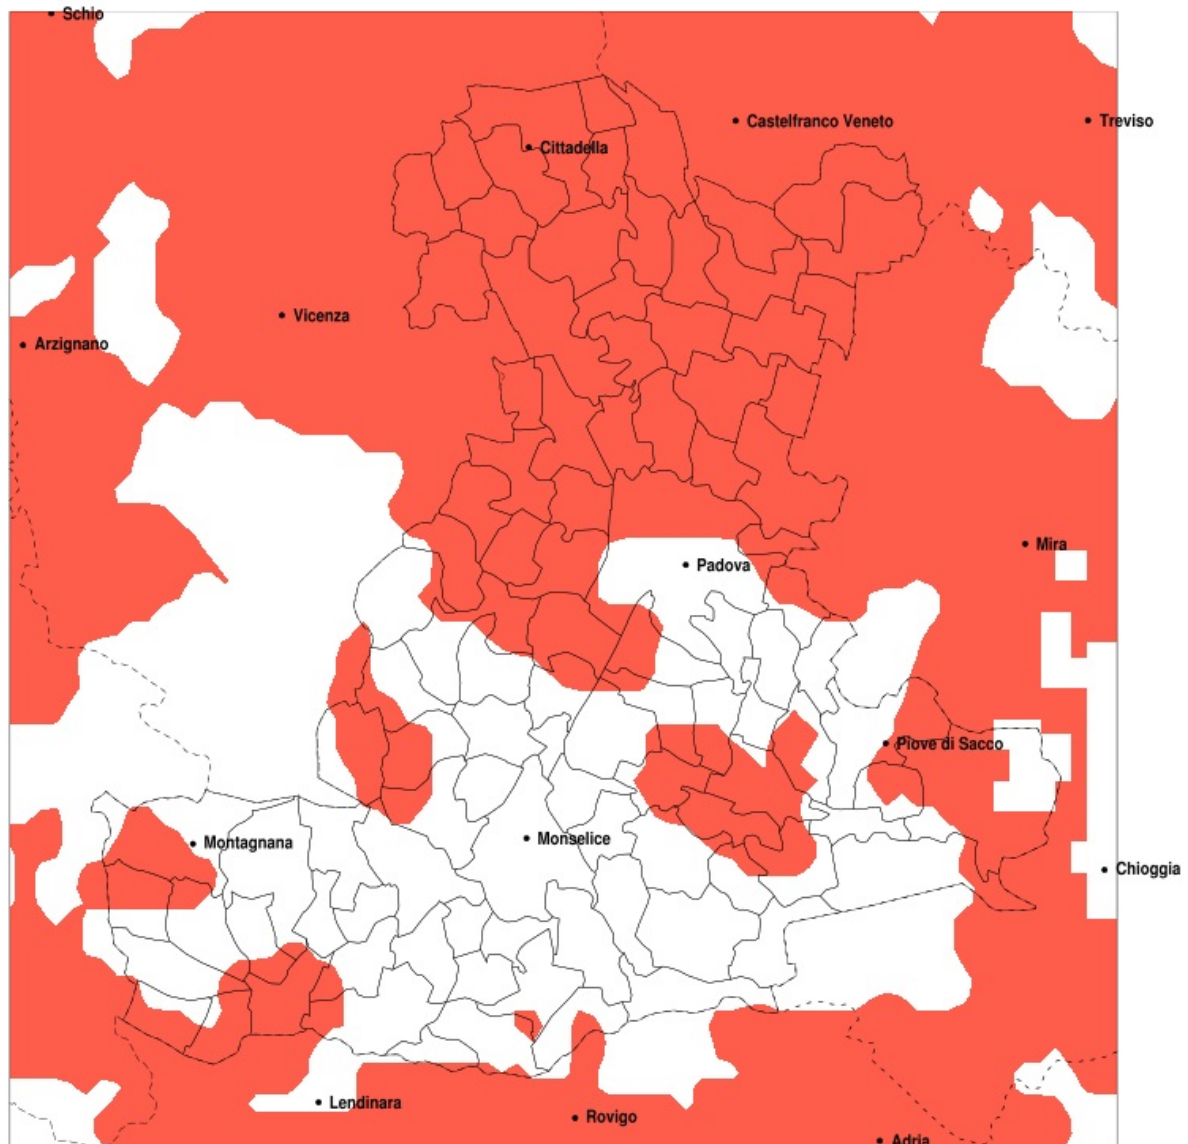 Schio
Castelfranco Veneto
Treviso
Cittadella
Vicenza
Arzignano
Mira
Padova
Piove di Sacco
Monselice
Montagnana
Chioggia
Lendinara
Rovigo
Adria